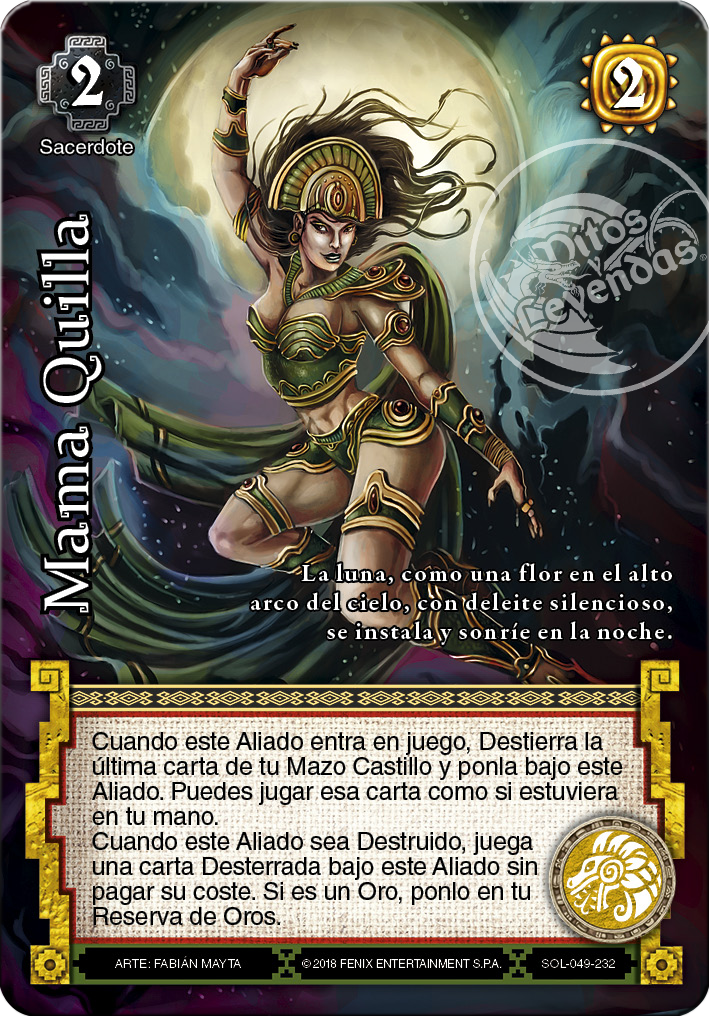 2
2
Sacerdote
Mitos
y
Leyendas
Mama Quilla
La luna, como una flor en el alto
arco del cielo, con deleite silencioso,
se instala y sonríe en la noche.
Cuando este Aliado entra en juego, Destierra la
última carta de tu Mazo Castillo y ponla bajo este
Aliado. Puedes jugar esa carta como si estuviera
en tu mano.
Cuando este Aliado sea Destruido, juega
una carta Desterrada bajo este Aliado sin
pagar su coste. Si es un Oro, ponlo en tu
Reserva de Oros.
ARTE: FABIÁN MAYTA
© 2018 FENIX ENTERTAINMENT S.P.A.
SOL-049-232